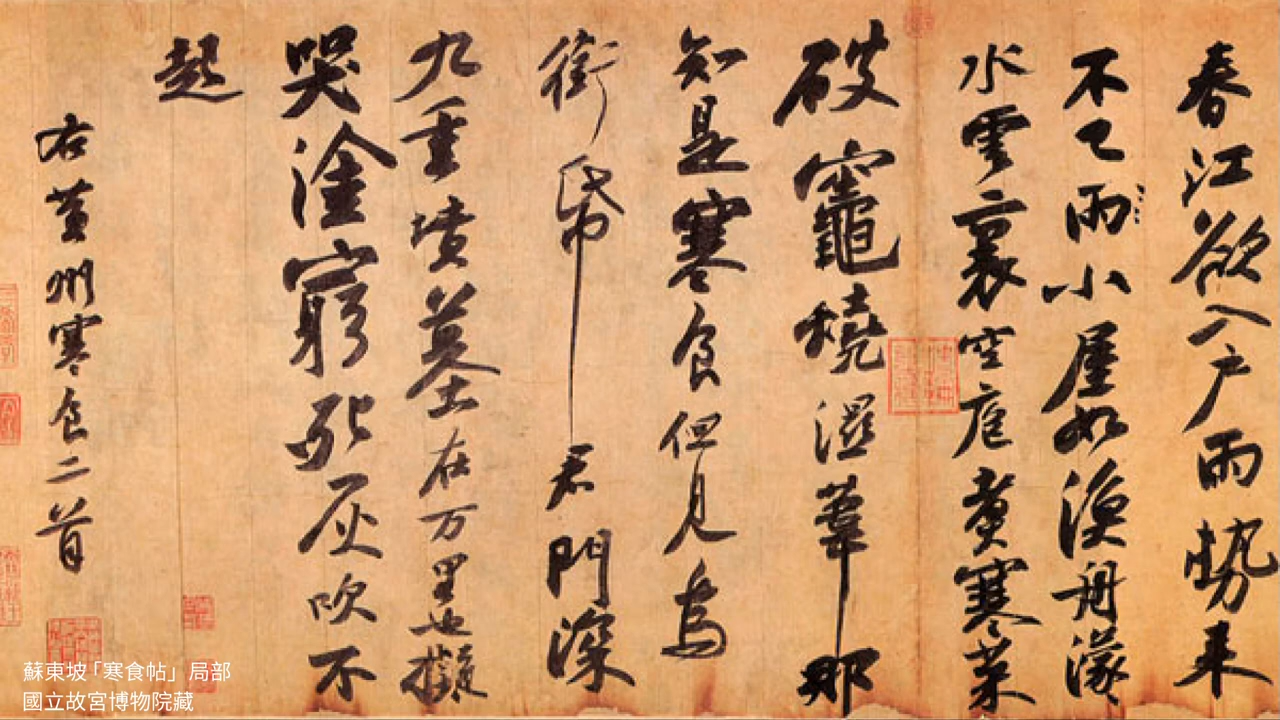 春江欲入戶雨勢來
不已雨小屋如漁舟濛〻
水雲裏空庖煮寒菜
破竈燒濕葦那
知是寒食但見烏
銜帋君門深
九重墳墓在万里也擬
哭塗窮死灰吹不
起
右黃州寒食二首
蘇東坡「寒食帖」局部
國立故宮博物院藏